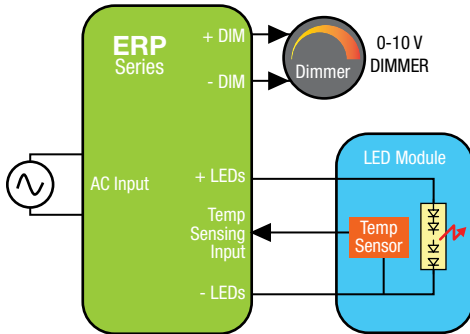 ERP
Series
+ DIM
- DIM
Dimmer
0-10 V
DIMMER
AC Input
+ LEDs
Temp
Sensing
Input
- LEDs
LED Module
Temp
Sensor